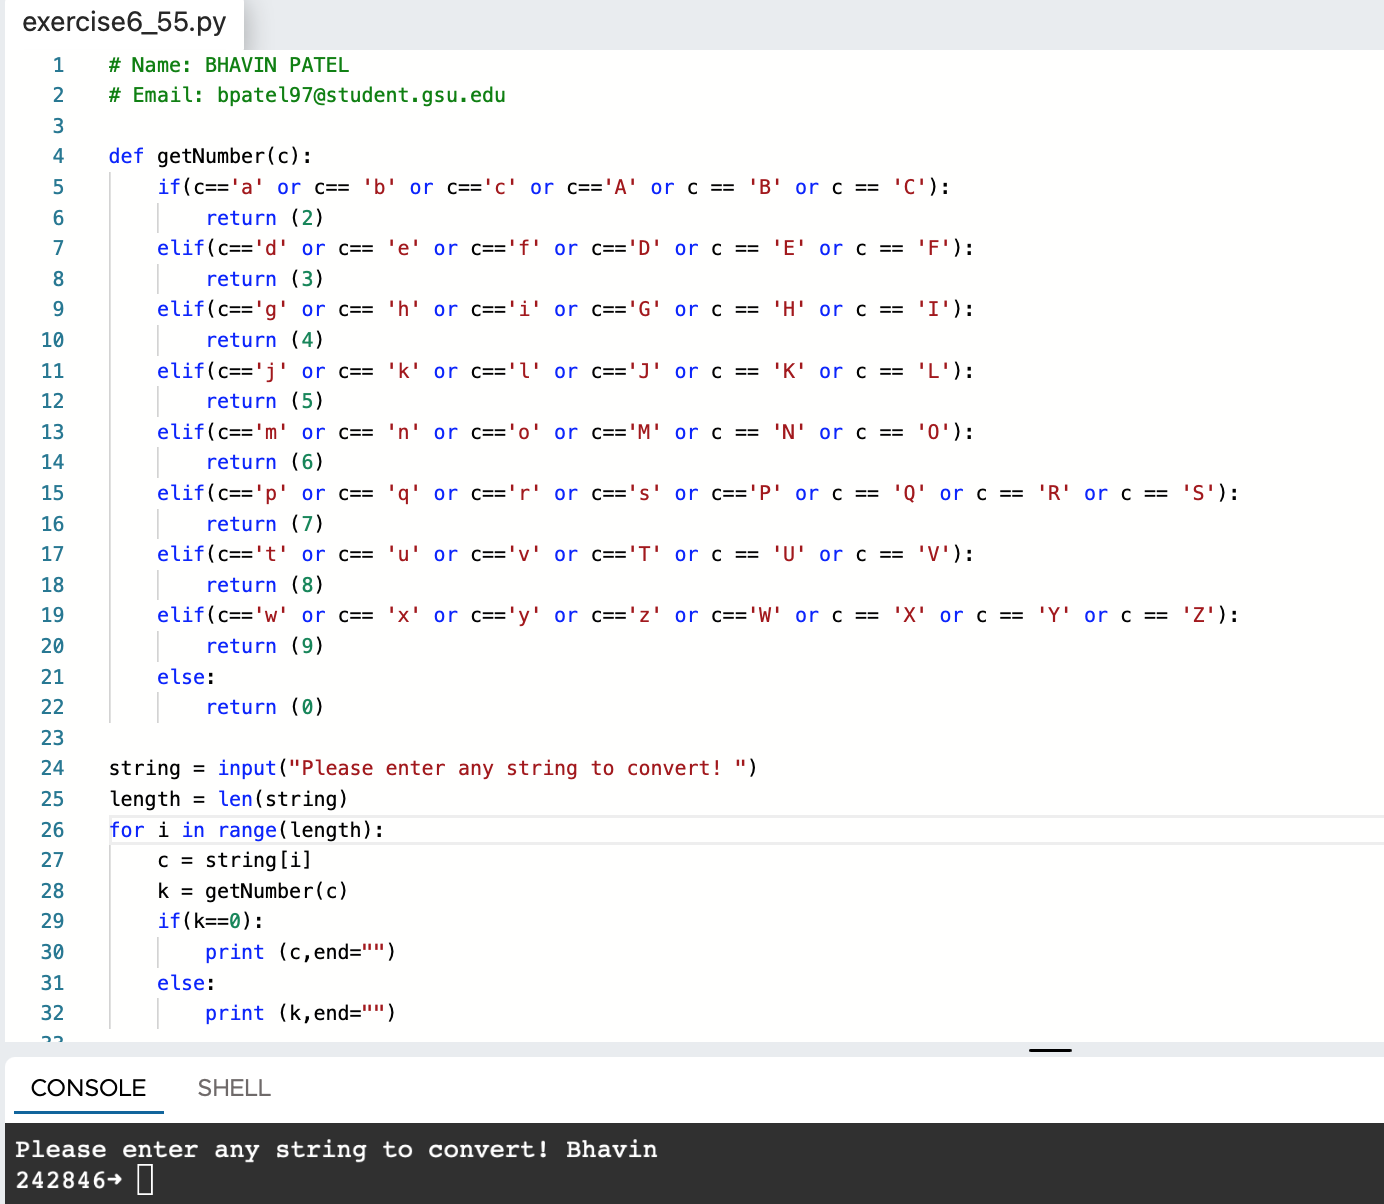 exercise6_55.py
1 # Name: BHAVIN PATEL
2 # Email: bpatel97@student.gsu.edu
3
4 def getNumber(c):
5     if(c=='a' or c== 'b' or c=='c' or c=='A' or c == 'B' or c == 'C'):
6         return (2)
7     elif(c=='d' or c== 'e' or c=='f' or c=='D' or c == 'E' or c == 'F'):
8         return (3)
9     elif(c=='g' or c== 'h' or c=='i' or c=='G' or c == 'H' or c == 'I'):
10         return (4)
11     elif(c=='j' or c== 'k' or c=='l' or c=='J' or c == 'K' or c == 'L'):
12         return (5)
13     elif(c=='m' or c== 'n' or c=='o' or c=='M' or c == 'N' or c == 'O'):
14         return (6)
15     elif(c=='p' or c== 'q' or c=='r' or c=='s' or c=='P' or c == 'Q' or c == 'R' or c == 'S'):
16         return (7)
17     elif(c=='t' or c== 'u' or c=='v' or c=='T' or c == 'U' or c == 'V'):
18         return (8)
19     elif(c=='w' or c== 'x' or c=='y' or c=='z' or c=='W' or c == 'X' or c == 'Y' or c == 'Z'):
20         return (9)
21     else:
22         return (0)
23
24 string = input("Please enter any string to convert! ")
25 length = len(string)
26 for i in range(length):
27     c = string[i]
28     k = getNumber(c)
29     if(k==0):
30         print (c,end="")
31     else:
32         print (k,end="")
33
CONSOLE SHELL
Please enter any string to convert! Bhavin
242846→